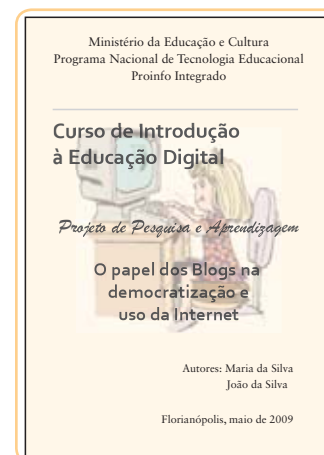 Ministério da Educação e Cultura
Programa Nacional de Tecnologia Educacional
Proinfo Integrado
Curso de Introdução
à Educação Digital
Projeto de Pesquisa e Aprendizagem
O papel dos Blogs na
democratização e
uso da Internet
Autores: Maria da Silva
João da Silva
Florianópolis, maio de 2009